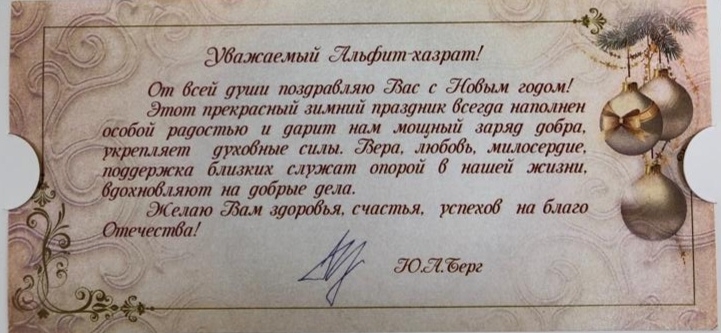 Уважаемый Альфит-хазрат!
От всей души поздравляю Вас с Новым годом!
Этот прекрасный зимний праздник всегда наполнен
особой радостью и дарит нам мощный заряд добра,
укрепляет духовные силы. Вера, любовь, милосердие,
поддержка близких служат опорой в нашей жизни,
вдохновляют на добрые дела.
Желаю Вам здоровья, счастья, успехов на благо
Отечества!
Ю.А.Берг